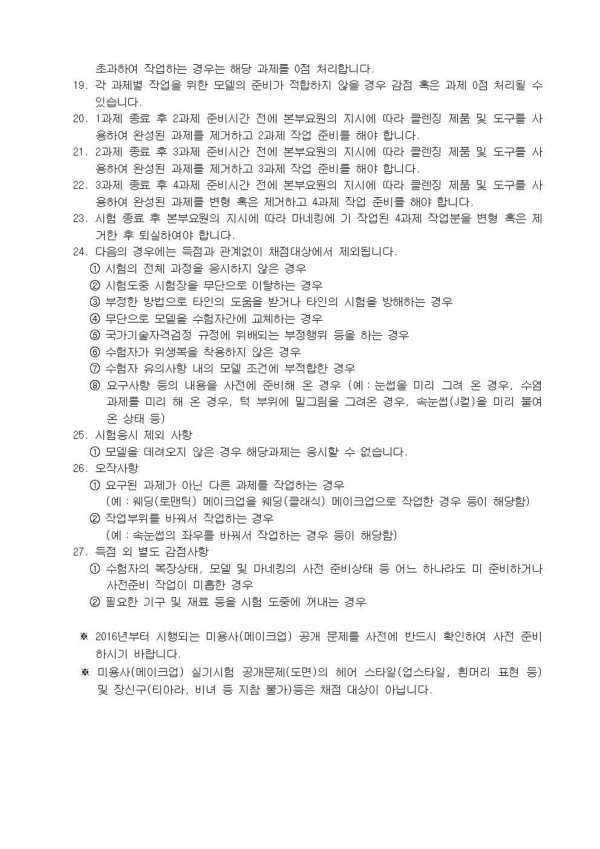 초과하여 작업하는 경우는 해당 과제를 0점 처리합니다.
19. 각 과제별 작업을 위한 모델의 준비가 적합하지 않을 경우 감점 혹은 과제 0점 처리될 수
있습니다.
20. 1과제 종료 후 2과제 준비시간 전에 본부요원의 지시에 따라 클렌징 제품 및 도구를 사
용하여 완성된 과제를 제거하고 2과제 작업 준비를 해야 합니다.
21. 2과제 종료 후 3과제 준비시간 전에 본부요원의 지시에 따라 클렌징 제품 및 도구를 사
용하여 완성된 과제를 제거하고 3과제 작업 준비를 해야 합니다.
22. 3과제 종료 후 4과제 준비시간 전에 본부요원의 지시에 따라 클렌징 제품 및 도구를 사
용하여 완성된 과제를 변형 혹은 제거하고 4과제 작업 준비를 해야 합니다.
23. 시험 종료 후 본부요원의 지시에 따라 마네킹에 기 작업된 4과제 작업분을 변형 혹은 제
거한 후 퇴실하여야 합니다.
24. 다음의 경우에는 득점과 관계없이 채점대상에서 제외됩니다.
① 시험의 전체 과정을 응시하지 않은 경우
② 시험도중 시험장을 무단으로 이탈하는 경우
③ 부정한 방법으로 타인의 도움을 받거나 타인의 시험을 방해하는 경우
④ 무단으로 모델을 수험자간에 교체하는 경우
⑤ 국가기술자격검정 규정에 위배되는 부정행위 등을 하는 경우
⑥ 수험자가 위생복을 착용하지 않은 경우
⑦ 수험자 유의사항 내의 모델 조건에 부적합한 경우
⑧ 요구사항 등의 내용을 사전에 준비해 온 경우 (예:눈썹을 미리 그려 온 경우, 수염
과제를 미리 해 온 경우, 턱 부위에 밑그림을 그려온 경우, 속눈썹(J컬)을 미리 붙여
온 상태 등)
25. 시험응시 제외 사항
① 모델을 데려오지 않은 경우 해당과제는 응시할 수 없습니다.
26. 오작사항
① 요구된 과제가 아닌 다른 과제를 작업하는 경우
(예:웨딩(로맨틱) 메이크업을 웨딩(클래식) 메이크업으로 작업한 경우 등이 해당함)
② 작업부위를 바꿔서 작업하는 경우
(예:속눈썹의 좌우를 바꿔서 작업하는 경우 등이 해당함)
27. 득점 외 별도 감점사항
① 수험자의 복장상태, 모델 및 마네킹의 사전 준비상태 등 어느 하나라도 미 준비하거나
사전준비 작업이 미흡한 경우
② 필요한 기구 및 재료 등을 시험 도중에 꺼내는 경우
※ 2016년부터 시행되는 미용사(메이크업) 공개 문제를 사전에 반드시 확인하여 사전 준비
하시기 바랍니다.
※ 미용사(메이크업) 실기시험 공개문제(도면)의 헤어 스타일(업스타일, 흰머리 표현 등)
및 장신구(티아라, 비녀 등 지참 불가)등은 채점 대상이 아닙니다.